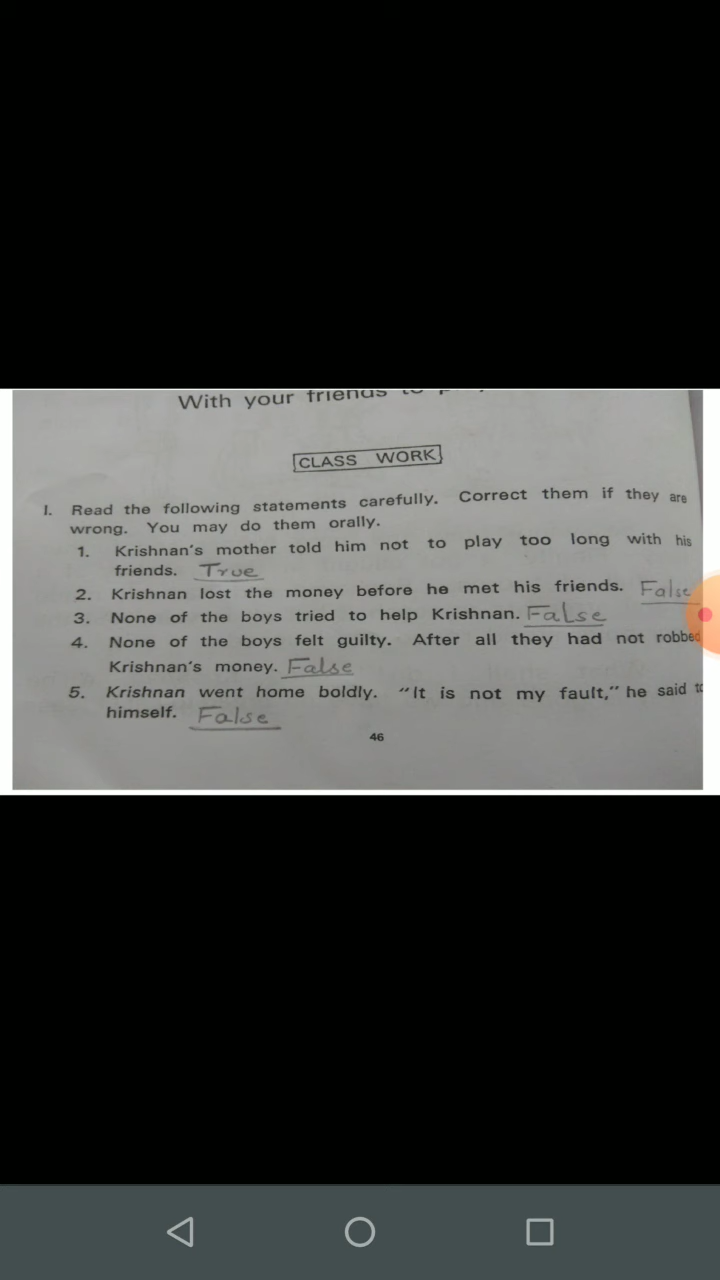 With your friends to
CLASS WORK
I. Read the following statements carefully. Correct them if they are
wrong. You may do them orally.
1. Krishnan's mother told him not to play too long with his
friends. True
2. Krishnan lost the money before he met his friends. False
3. None of the boys tried to help Krishnan. False
4. None of the boys felt guilty. After all they had not robbed
Krishnan's money. False
5. Krishnan went home boldly. "It is not my fault," he said to
himself. False
46